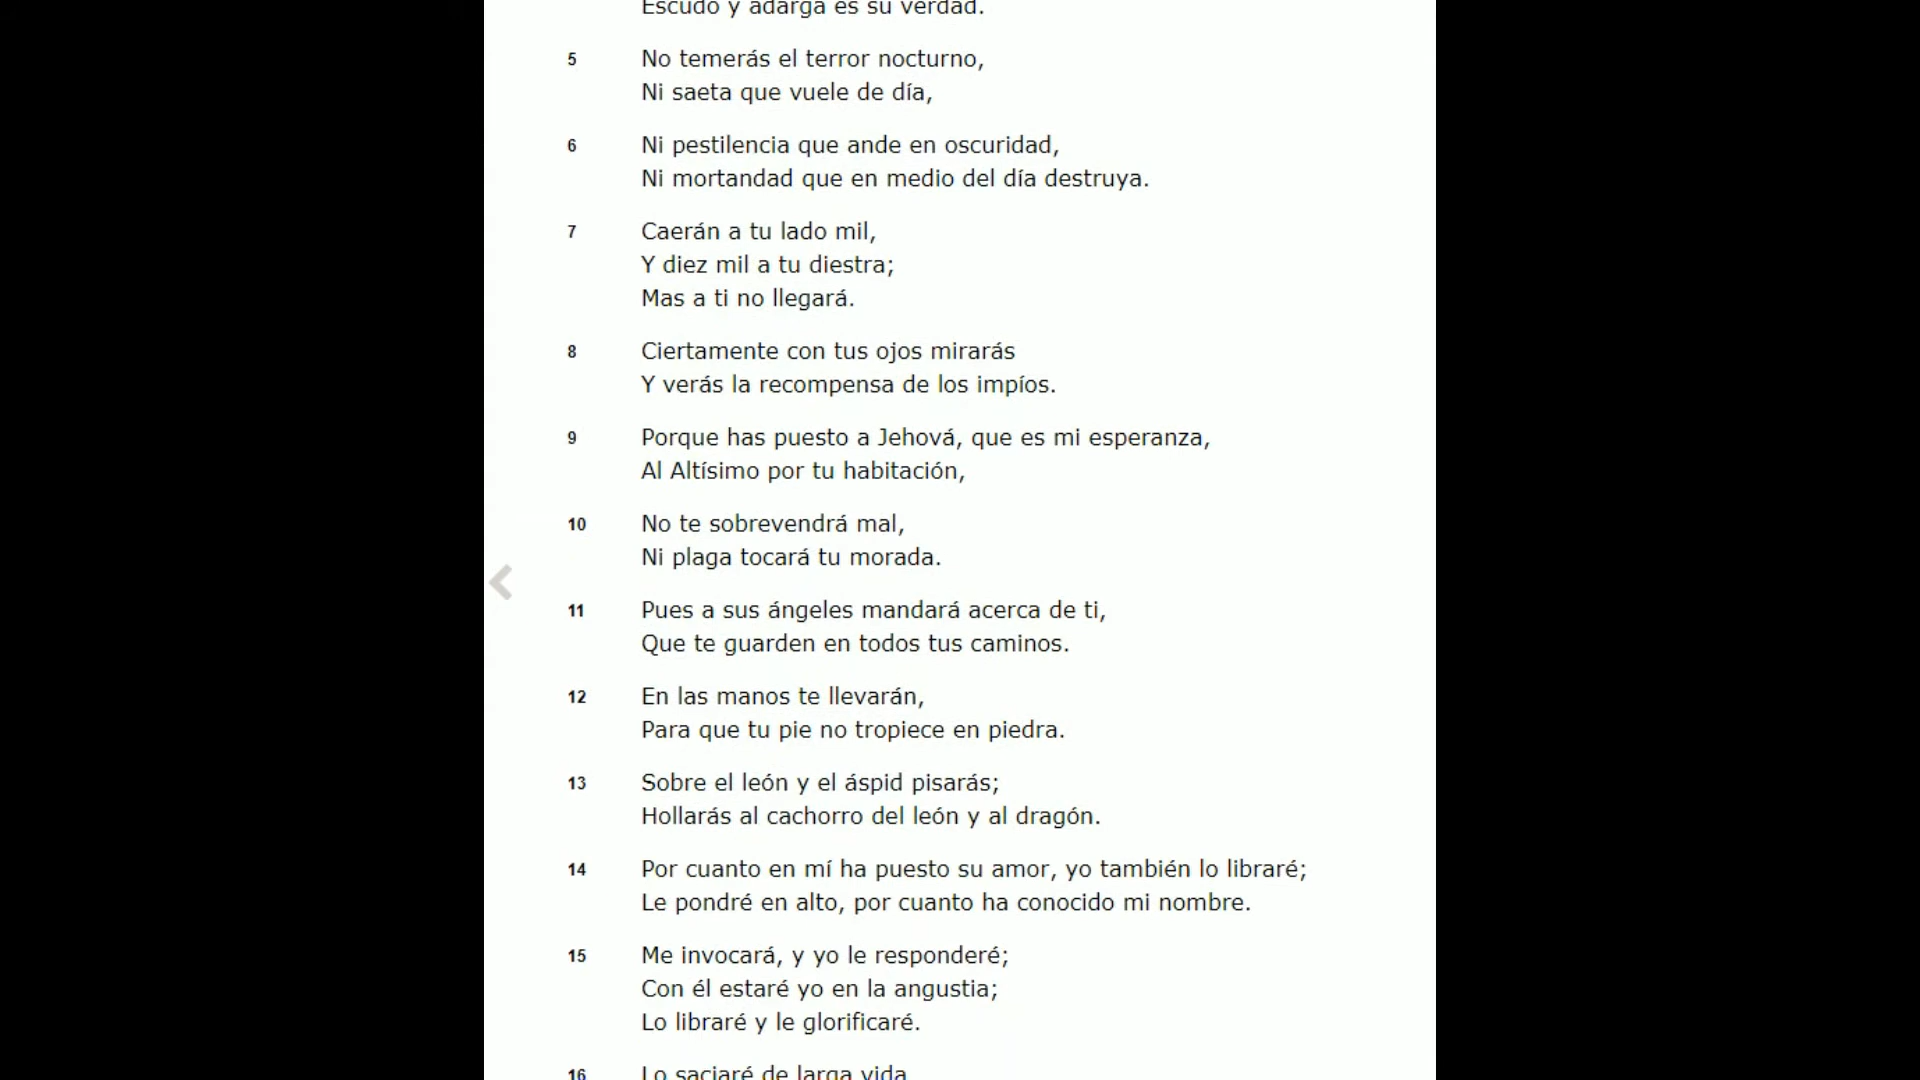 Escudo y adarga es su verdad.
5 No temerás el terror nocturno,
Ni saeta que vuele de día,
6 Ni pestilencia que ande en oscuridad,
Ni mortandad que en medio del día destruya.
7 Caerán a tu lado mil,
Y diez mil a tu diestra;
Mas a ti no llegará.
8 Ciertamente con tus ojos mirarás
Y verás la recompensa de los impíos.
9 Porque has puesto a Jehová, que es mi esperanza,
Al Altísimo por tu habitación,
10 No te sobrevendrá mal,
Ni plaga tocará tu morada.
11 Pues a sus ángeles mandará acerca de ti,
Que te guarden en todos tus caminos.
12 En las manos te llevarán,
Para que tu pie no tropiece en piedra.
13 Sobre el león y el áspid pisarás;
Hollarás al cachorro del león y al dragón.
14 Por cuanto en mí ha puesto su amor, yo también lo libraré;
Le pondré en alto, por cuanto ha conocido mi nombre.
15 Me invocará, y yo le responderé;
Con él estaré yo en la angustia;
Lo libraré y le glorificaré.
16 Lo saciaré de larga vida